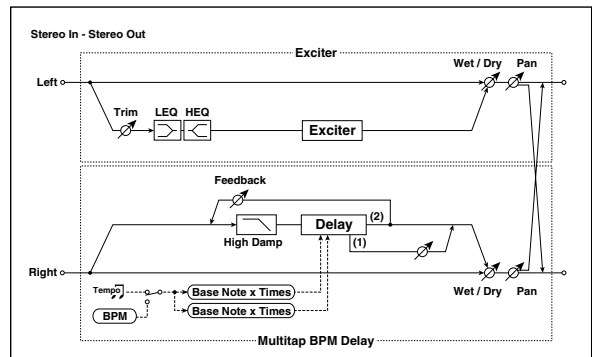 Stereo In - Stereo Out
Exciter
Wet / Dry Pan
Left
Trim LEQ HEQ
Exciter
Feedback
Delay (2)
High Damp
(1)
Right
Tempo
Base Note x Times
BPM
Base Note x Times
Wet / Dry Pan
Multitap BPM Delay